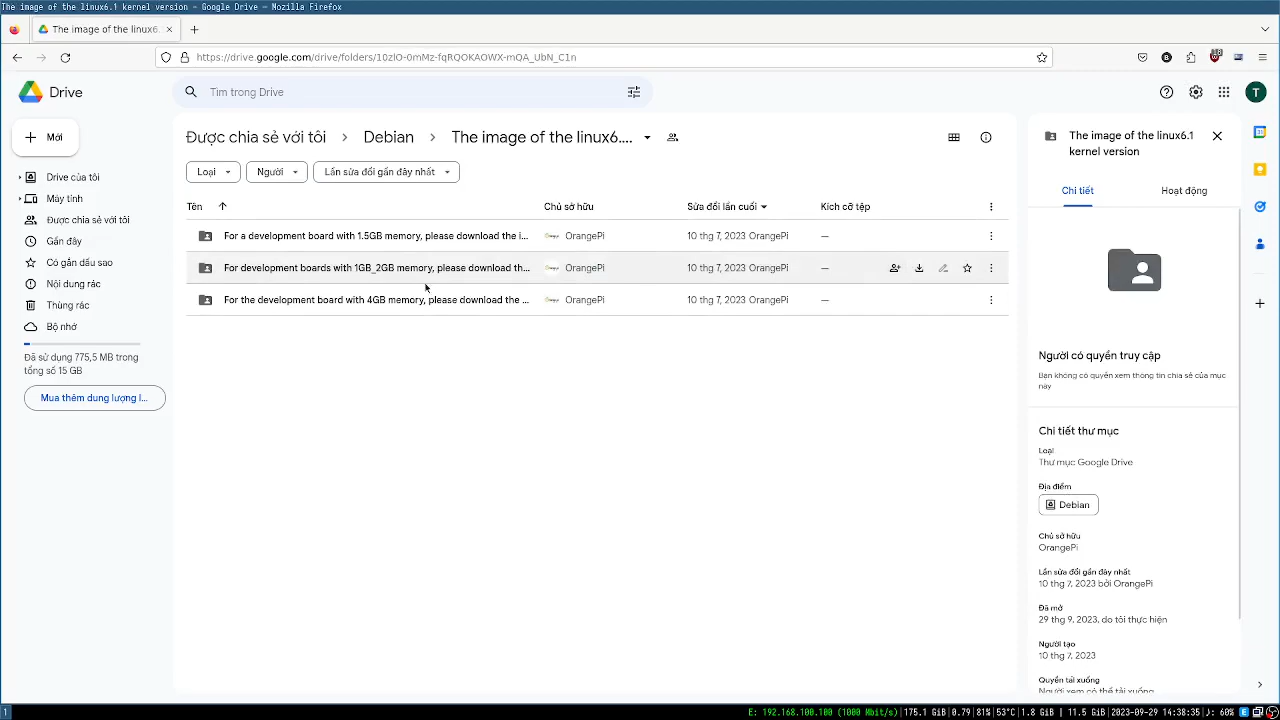 The image of the linux6.1 kernel version – Google Drive — Mozilla Firefox
The image of the linux6.
https://drive.google.com/drive/folders/10zIO-0mMz-fqRQOKAOWX-mQA_UbN_C1n
Drive
Tìm trong Drive
T
Mới
Drive của tôi
Máy tính
Được chia sẻ với tôi
Gần đây
Có gắn dấu sao
Nội dung rác
Thùng rác
Bộ nhớ
Đã sử dụng 775,5 MB trong
tổng số 15 GB
Mua thêm dung lượng l...
Được chia sẻ với tôi
Debian
The image of the linux6....
Loại
Người
Lần sửa đổi gần đây nhất
Tên
Chủ sở hữu
Sửa đổi lần cuối
Kích cỡ tệp
For a development board with 1.5GB memory, please download the i...
OrangePi
10 thg 7, 2023 OrangePi
—
For development boards with 1GB_2GB memory, please download th...
OrangePi
10 thg 7, 2023 OrangePi
—
For the development board with 4GB memory, please download the ...
OrangePi
10 thg 7, 2023 OrangePi
—
The image of the linux6.1
kernel version
Chi tiết
Hoạt động
Người có quyền truy cập
Bạn không có quyền xem thông tin chia sẻ của mục
này
Chi tiết thư mục
Loại
Thư mục Google Drive
Địa điểm
Debian
Chủ sở hữu
OrangePi
Lần sửa đổi gần đây nhất
10 thg 7, 2023 bởi OrangePi
Đã mở
29 thg 9, 2023, do tôi thực hiện
Người tạo
10 thg 7, 2023
Quyền tải xuống
Người xem có thể tải xuống
1
E: 192.168.100.100 (1000 Mbit/s)|175.1 GiB|0.79|81%|53°C|1.8 GiB | 11.5 GiB|2023-09-29 14:38:35|♪: 60%